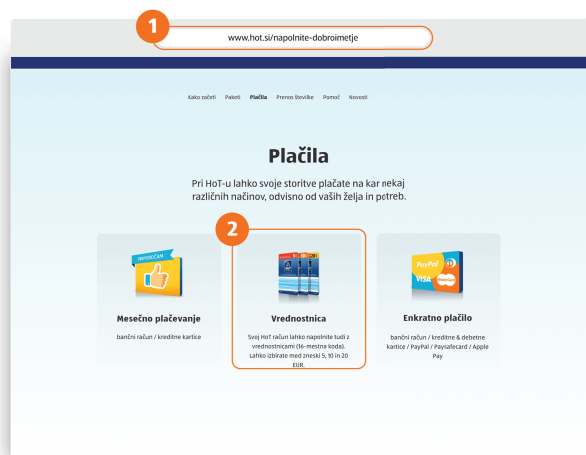 1
www.hot.si/napolnite-dobroimetje
Kako začeti Paketi Plačila Prenos številke Pomoč Novosti
Plačila
Pri HoT-u lahko svoje storitve plačate na kar nekaj
različnih načinov, odvisno od vaših želja in potreb.
2
PRIPOROČAM
Mesečno plačevanje
bančni račun / kreditne kartice
Vrednostnica
Svoj HoT račun lahko napolnite tudi z
vrednostnicami (16-mestna koda).
Lahko izbirate med zneski 5, 10 in 20
EUR.
PayPal
VISA
Enkratno plačilo
bančni račun / kreditne & debetne
kartice / PayPal / Paysafecard / Apple
Pay